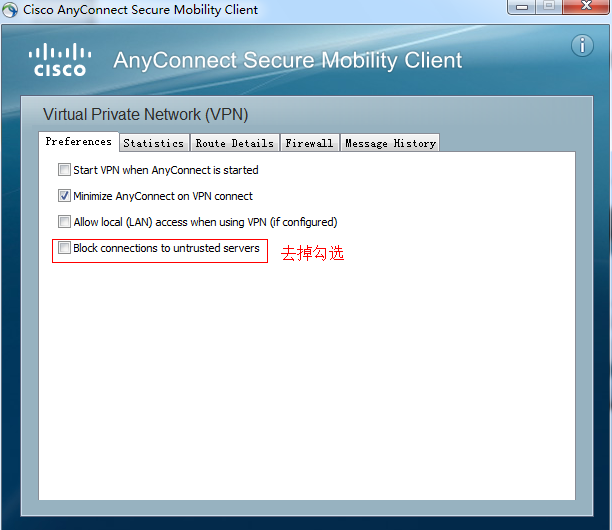 Cisco AnyConnect Secure Mobility Client
CISCO
AnyConnect Secure Mobility Client
Virtual Private Network (VPN)
Preferences Statistics Route Details Firewall Message History
Start VPN when AnyConnect is started
Minimize AnyConnect on VPN connect
Allow local (LAN) access when using VPN (if configured)
Block connections to untrusted servers 去掉勾选